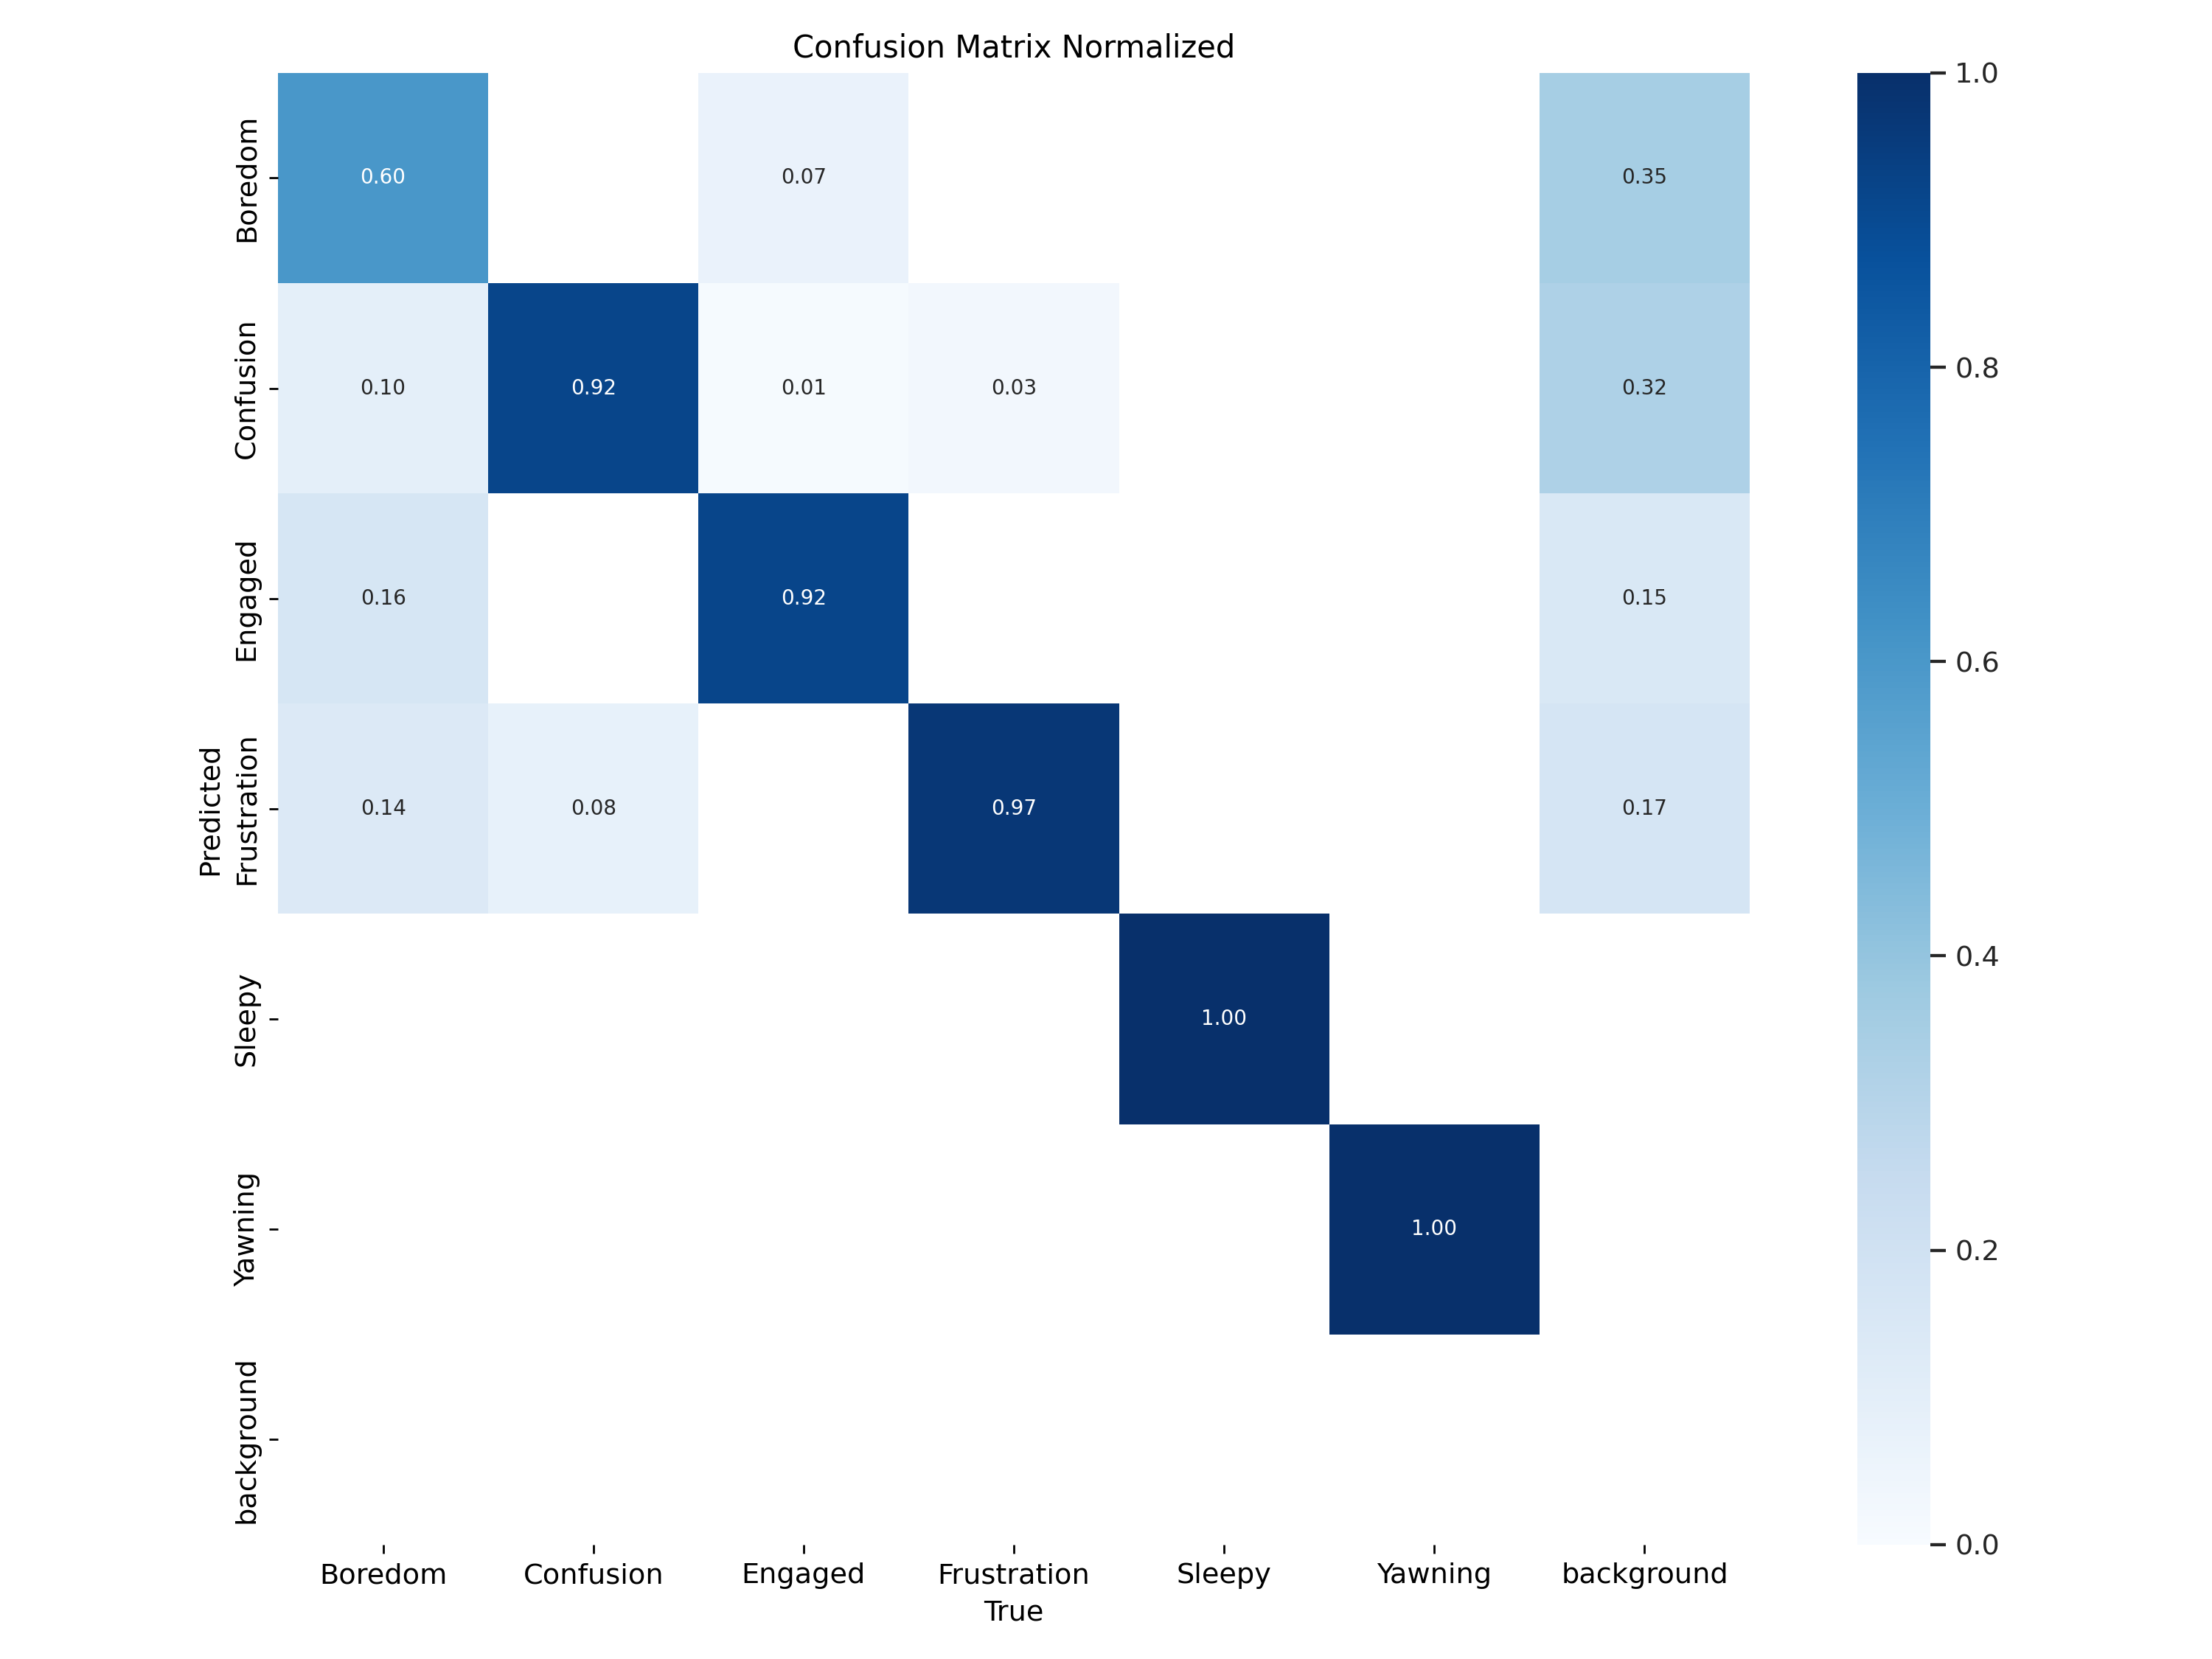 Confusion Matrix Normalized
Boredom
0.60
0.07
0.35
Confusion
0.10
0.92
0.01
0.03
0.32
Engaged
0.16
0.92
0.15
Predicted
Frustration
0.14
0.08
0.97
0.17
Sleepy
1.00
Yawning
1.00
background
Boredom Confusion Engaged Frustration Sleepy Yawning background
True
1.0
0.8
0.6
0.4
0.2
0.0